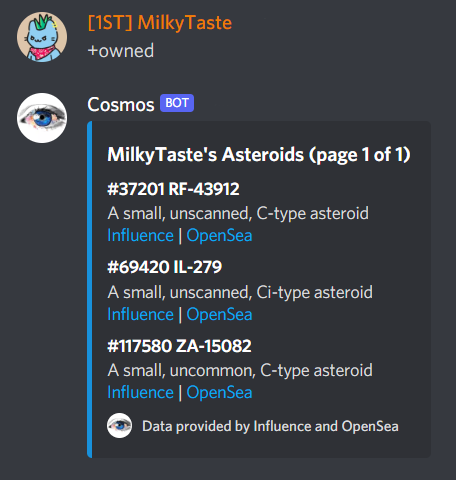 [1ST] MilkyTaste
+owned
Cosmos BOT
MilkyTaste's Asteroids (page 1 of 1)
#37201 RF-43912
A small, unscanned, C-type asteroid
Influence | OpenSea
#69420 IL-279
A small, unscanned, Ci-type asteroid
Influence | OpenSea
#117580 ZA-15082
A small, uncommon, C-type asteroid
Influence | OpenSea
Data provided by Influence and OpenSea